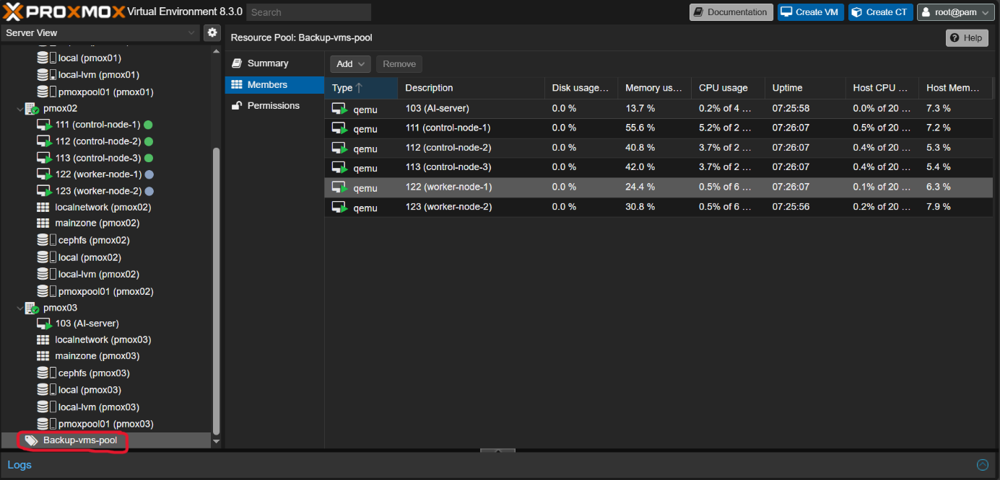 PROXMOX Virtual Environment 8.3.0 Search Documentation Create VM Create CT root@pam
Server View
Resource Pool: Backup-vms-pool Help
local (pmox01)
local-lvm (pmox01)
pmoxpool01 (pmox01)
pmox02
111 (control-node-1)
112 (control-node-2)
113 (control-node-3)
122 (worker-node-1)
123 (worker-node-2)
localnetwork (pmox02)
mainzone (pmox02)
cephfs (pmox02)
local (pmox02)
local-lvm (pmox02)
pmoxpool01 (pmox02)
pmox03
103 (AI-server)
localnetwork (pmox03)
mainzone (pmox03)
cephfs (pmox03)
local (pmox03)
local-lvm (pmox03)
pmoxpool01 (pmox03)
Backup-vms-pool
Summary
Members
Permissions
Add Remove
Type Description Disk usage... Memory us... CPU usage Uptime Host CPU ... Host Mem...
qemu 103 (AI-server) 0.0 % 13.7 % 0.2% of 4 ... 07:25:58 0.0% of 20 ... 7.3 %
qemu 111 (control-node-1) 0.0 % 55.6 % 5.2% of 2 ... 07:26:07 0.5% of 20 ... 7.2 %
qemu 112 (control-node-2) 0.0 % 40.8 % 3.7% of 2 ... 07:26:07 0.4% of 20 ... 5.3 %
qemu 113 (control-node-3) 0.0 % 42.0 % 3.7% of 2 ... 07:26:07 0.4% of 20 ... 5.4 %
qemu 122 (worker-node-1) 0.0 % 24.4 % 0.5% of 6 ... 07:26:07 0.1% of 20 ... 6.3 %
qemu 123 (worker-node-2) 0.0 % 30.8 % 0.5% of 6 ... 07:25:56 0.2% of 20 ... 7.9 %
Logs